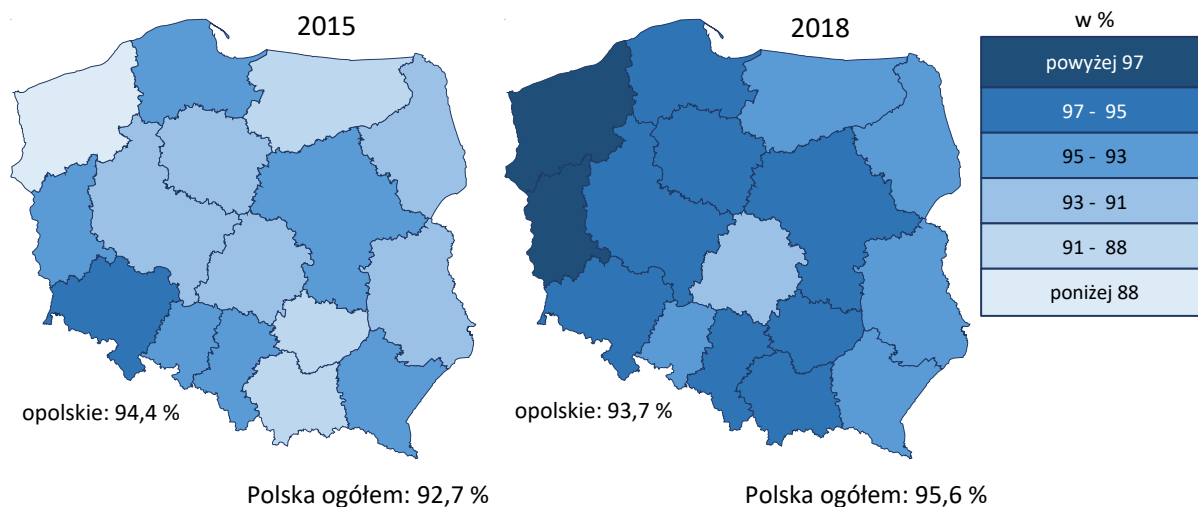 2015
2018
w %
powyżej 97
97 - 95
95 - 93
93 - 91
91 - 88
poniżej 88
opolskie: 94,4 %
opolskie: 93,7 %
Polska ogółem: 92,7 %
Polska ogółem: 95,6 %